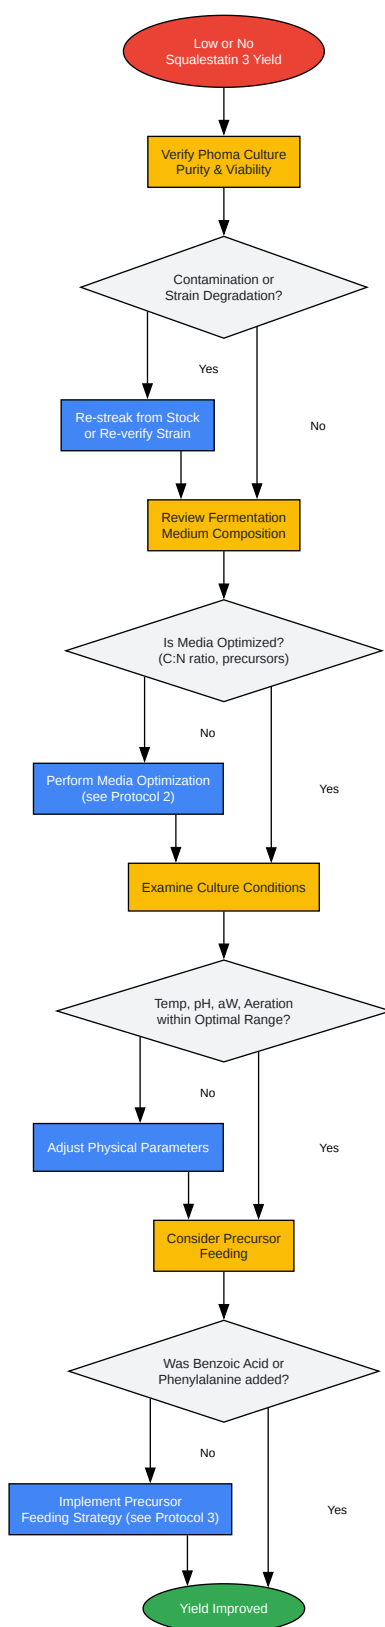 Low or No
Squalestatin 3 Yield
Verify Phoma Culture
Purity & Viability
Contamination or
Strain Degradation?
Yes
Re-streak from Stock
or Re-verify Strain
No
Review Fermentation
Medium Composition
Is Media Optimized?
(C:N ratio, precursors)
No
Perform Media Optimization
(see Protocol 2)
Yes
Examine Culture Conditions
Temp, pH, aW, Aeration
within Optimal Range?
No
Adjust Physical Parameters
Yes
Consider Precursor
Feeding
Was Benzoic Acid or
Phenylalanine added?
No
Implement Precursor
Feeding Strategy (see Protocol 3)
Yes
Yield Improved